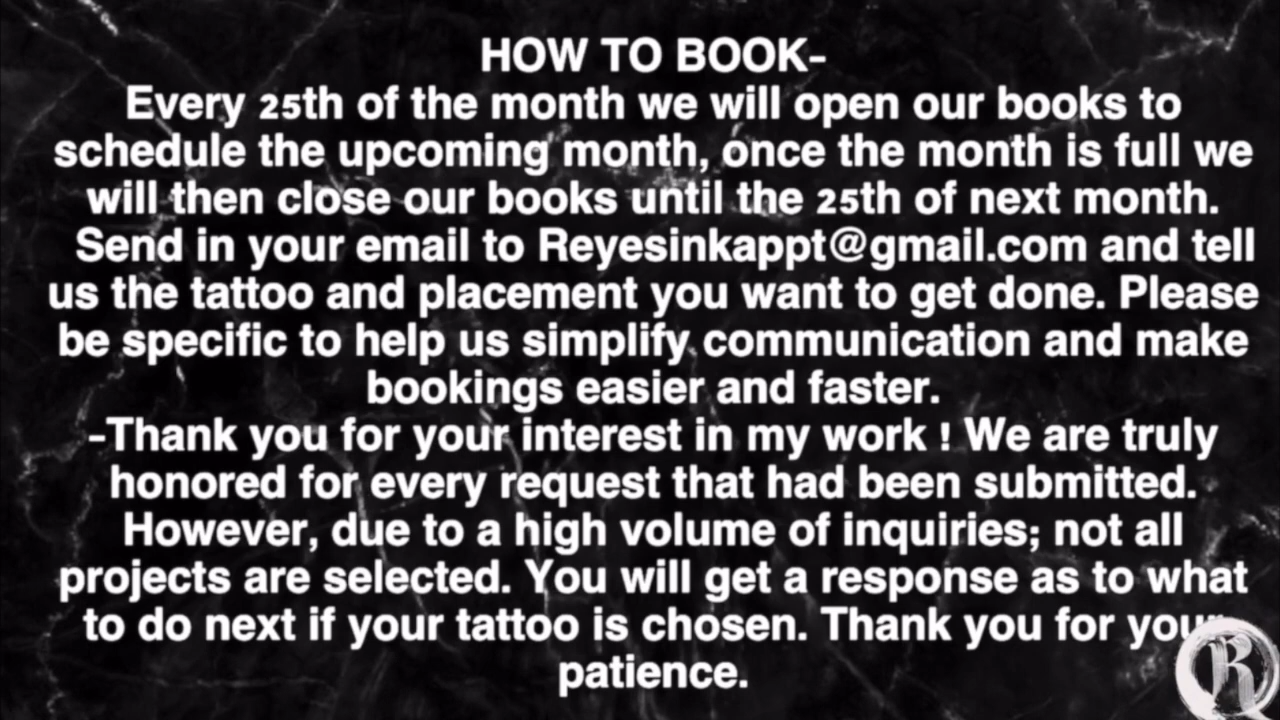 HOW TO BOOK-
Every 25th of the month we will open our books to
schedule the upcoming month, once the month is full we
will then close our books until the 25th of next month.
Send in your email to Reyesinkappt@gmail.com and tell
us the tattoo and placement you want to get done. Please
be specific to help us simplify communication and make
bookings easier and faster.
-Thank you for your interest in my work ! We are truly
honored for every request that had been submitted.
However, due to a high volume of inquiries; not all
projects are selected. You will get a response as to what
to do next if your tattoo is chosen. Thank you for your
patience.
R